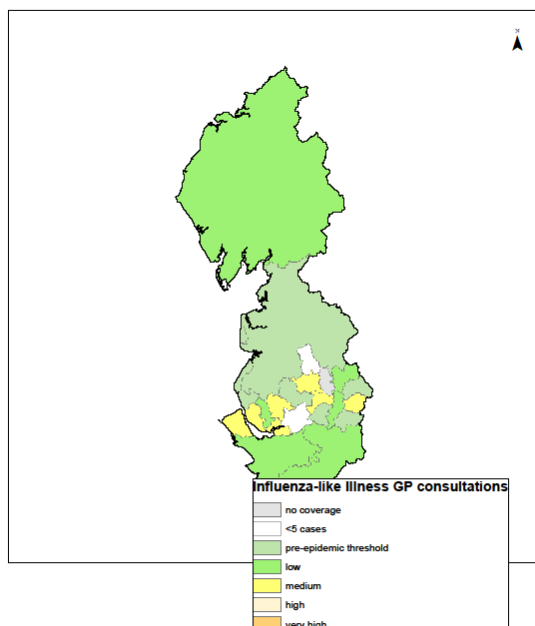 Influenza-like Illness GP consultations
no coverage
<5 cases
pre-epidemic threshold
low
medium
high
very high